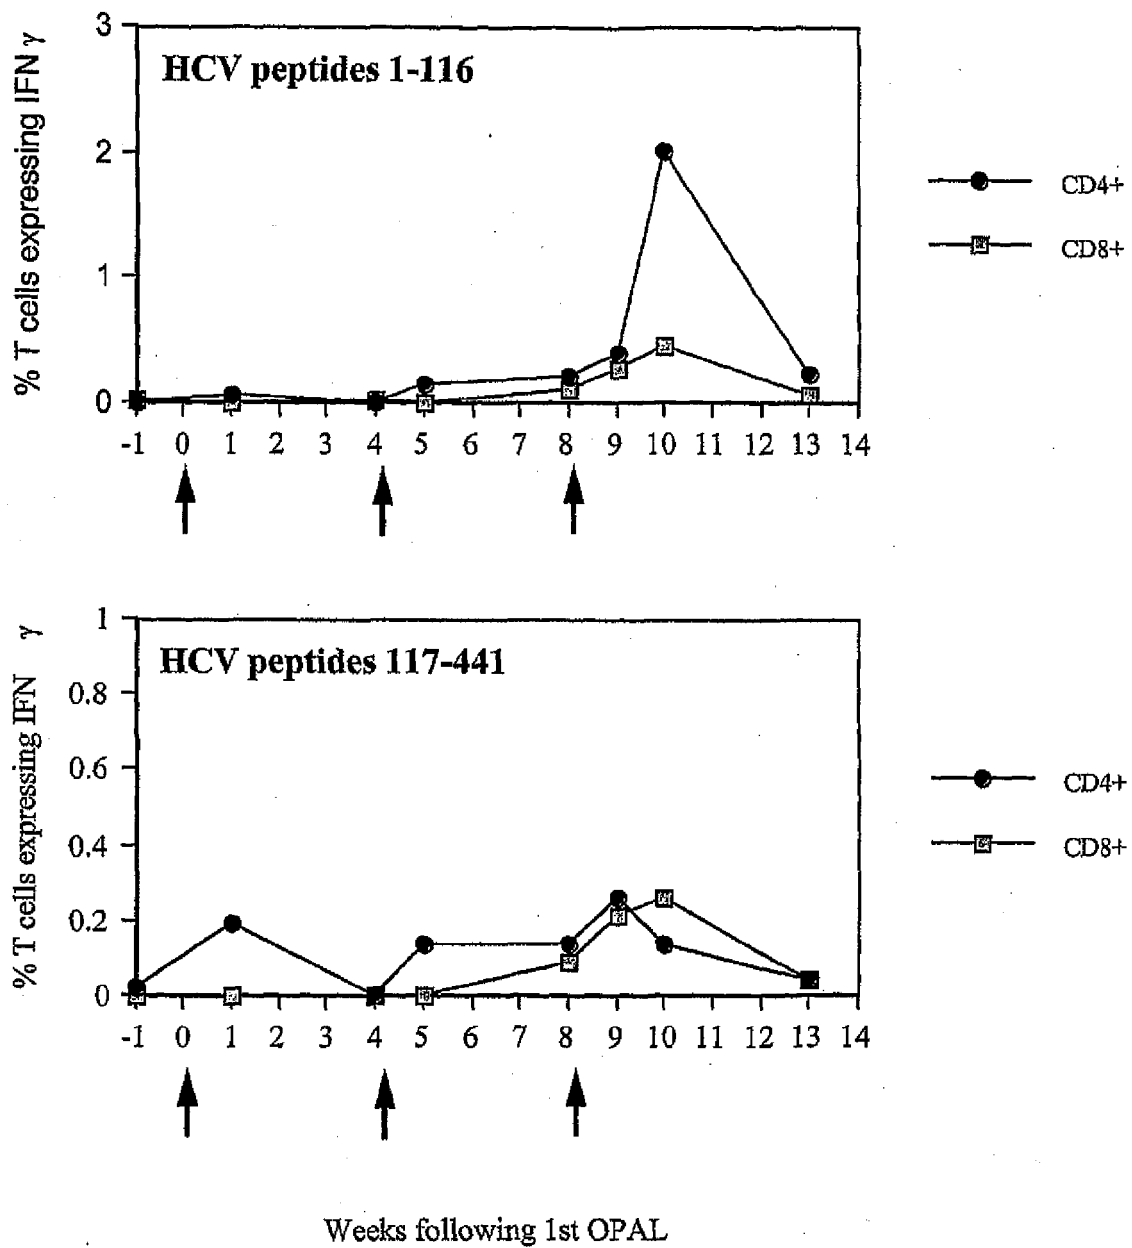 % T cells expressing IFN γ
3
2
1
0
HCV peptides 1-116
CD4+
CD8+
-1 0 1 2 3 4 5 6 7 8 9 10 11 12 13 14
% T cells expressing IFN γ
1
0.8
0.6
0.4
0.2
0
HCV peptides 117-441
CD4+
CD8+
-1 0 1 2 3 4 5 6 7 8 9 10 11 12 13 14
Weeks following 1st OPAL